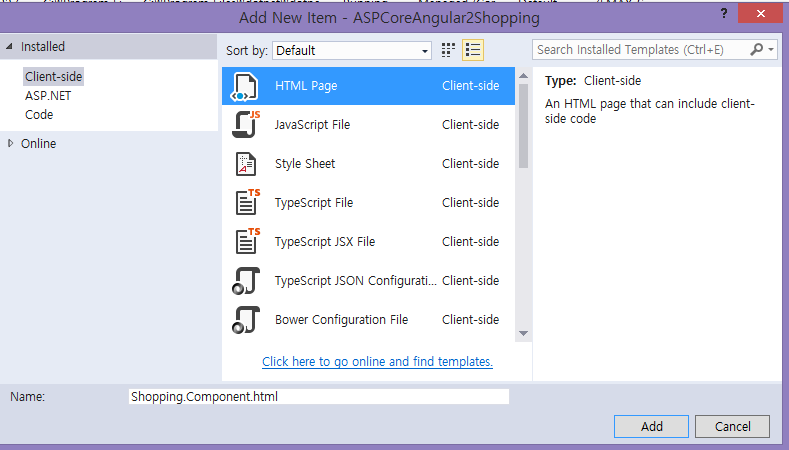 Add New Item - ASPCoreAngular2Shopping
?
Installed
Client-side
ASP.NET
Code
Online
Sort by: Default
Search Installed Templates (Ctrl+E)
HTML Page Client-side
JS
JavaScript File Client-side
Style Sheet Client-side
TS
TypeScript File Client-side
TS
TypeScript JSX File Client-side
TypeScript JSON Configurati... Client-side
Bower Configuration File Client-side
Click here to go online and find templates.
Type: Client-side
An HTML page that can include client-
side code
Name: Shopping.Component.html
Add Cancel